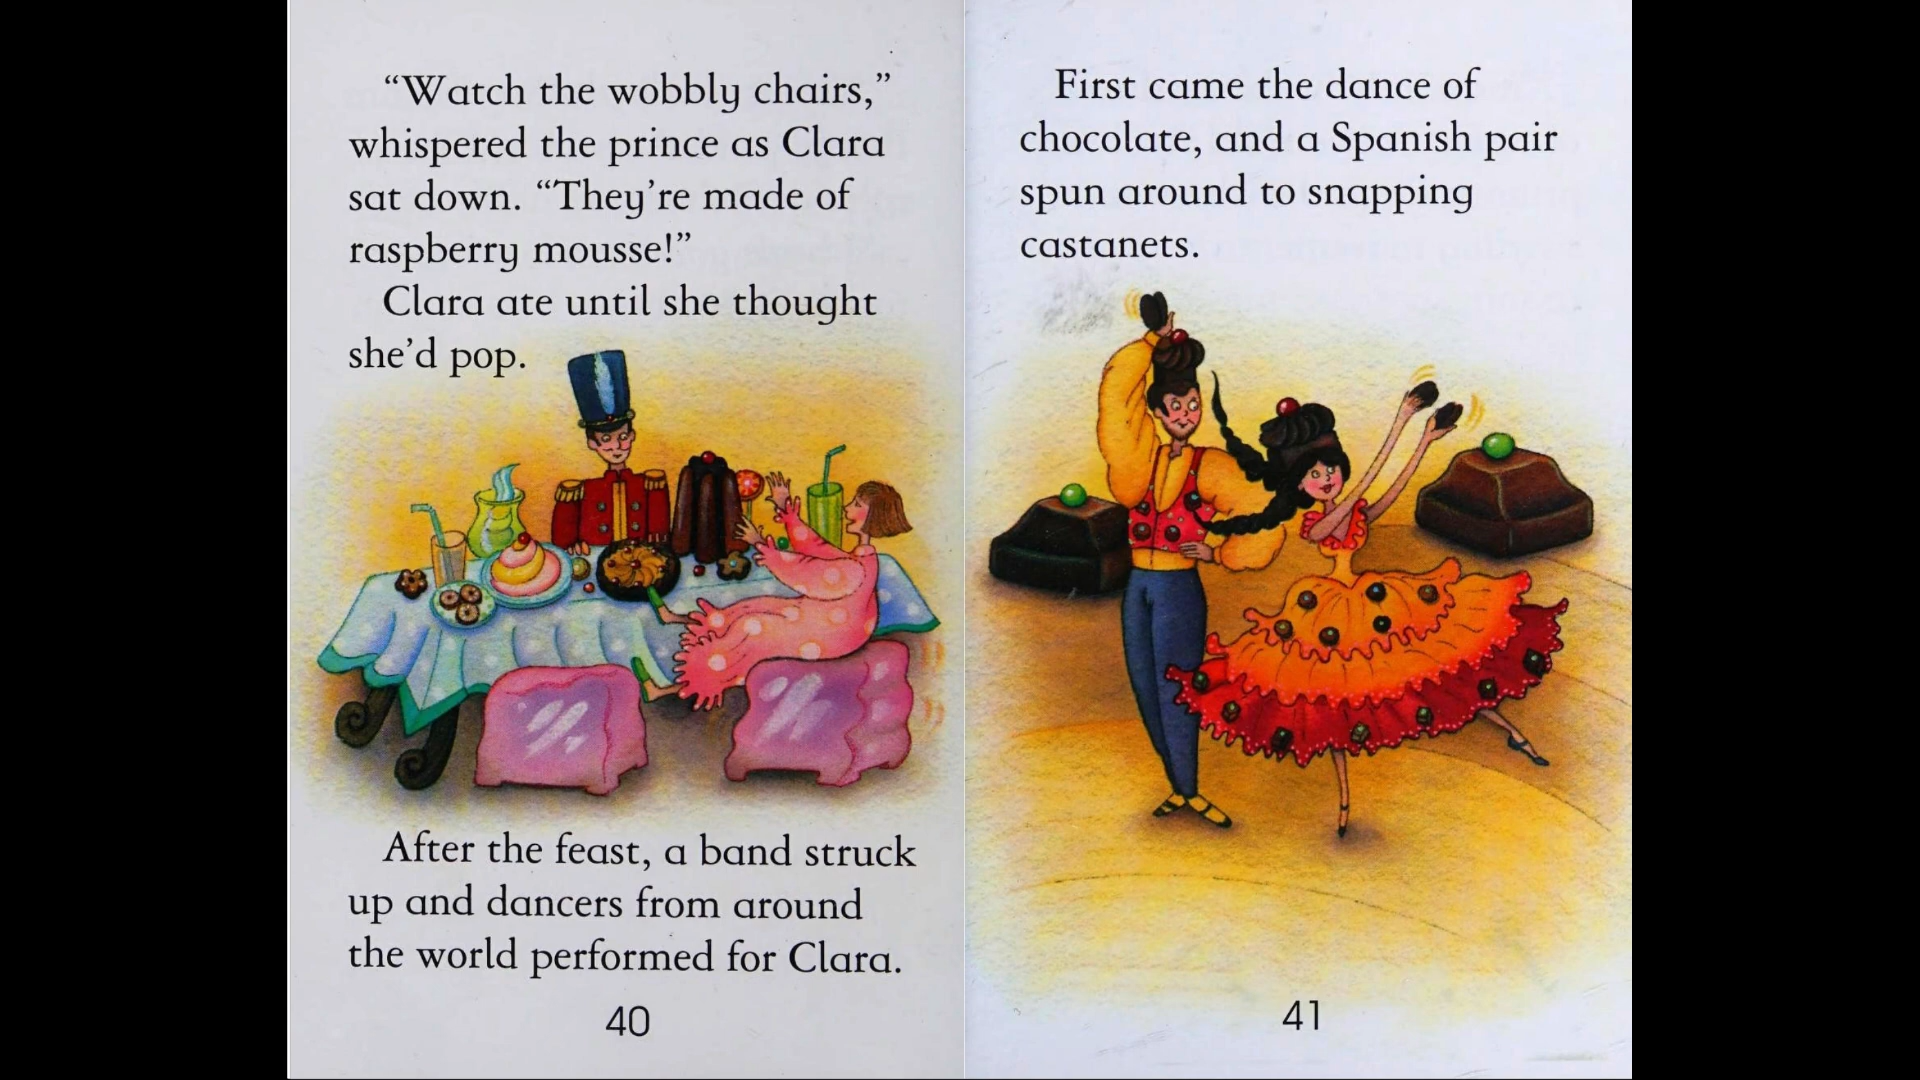 “Watch the wobbly chairs,”
whispered the prince as Clara
sat down. “They’re made of
raspberry mousse!”
Clara ate until she thought
she’d pop.
After the feast, a band struck
up and dancers from around
the world performed for Clara.
40
First came the dance of
chocolate, and a Spanish pair
spun around to snapping
castanets.
41